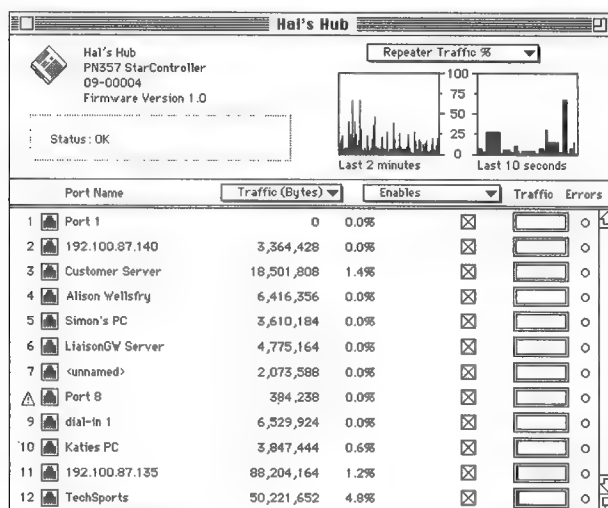 Hal's Hub
Hal's Hub
PN357 StarController
09-00004
Firmware Version 1.0
Status: OK
Repeater Traffic %
100
75
50
25
0
Last 2 minutes
Last 10 seconds
Port Name Traffic (Bytes) Enables Traffic Errors
1 Port 1 0 0.0%
2 192.100.87.140 3,364,428 0.0%
3 Customer Server 18,501,808 1.4%
4 Alison Wellsfry 6,416,356 0.0%
5 Simon's PC 3,610,184 0.0%
6 LiaisonGW Server 4,775,164 0.0%
7 <unnamed> 2,073,588 0.0%
Port 8 384,238 0.0%
9 dial-in 1 6,529,924 0.0%
10 Katies PC 3,847,444 0.6%
11 192.100.87.135 88,204,164 1.2%
12 TechSports 50,221,652 4.8%